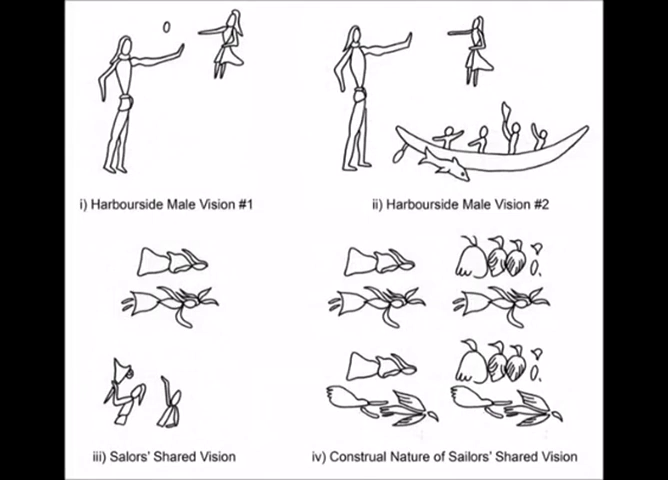 i) Harbourside Male Vision #1
ii) Harbourside Male Vision #2
iii) Salors' Shared Vision
iv) Construal Nature of Sailors' Shared Vision